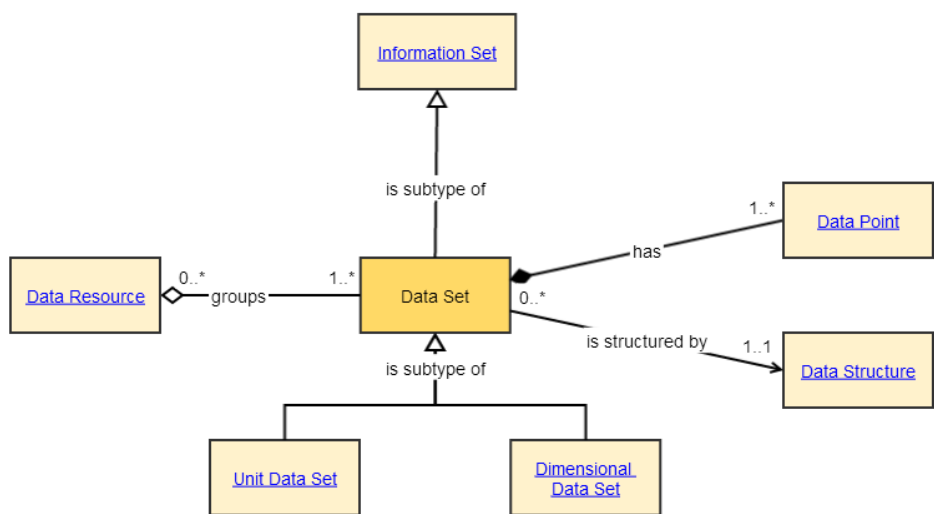 Information Set
is subtype of
1..*
Data Point
has
0..*
1..*
Data Resource
groups
Data Set
0..*
is structured by
1..1
is subtype of
Data Structure
Unit Data Set
Dimensional
Data Set